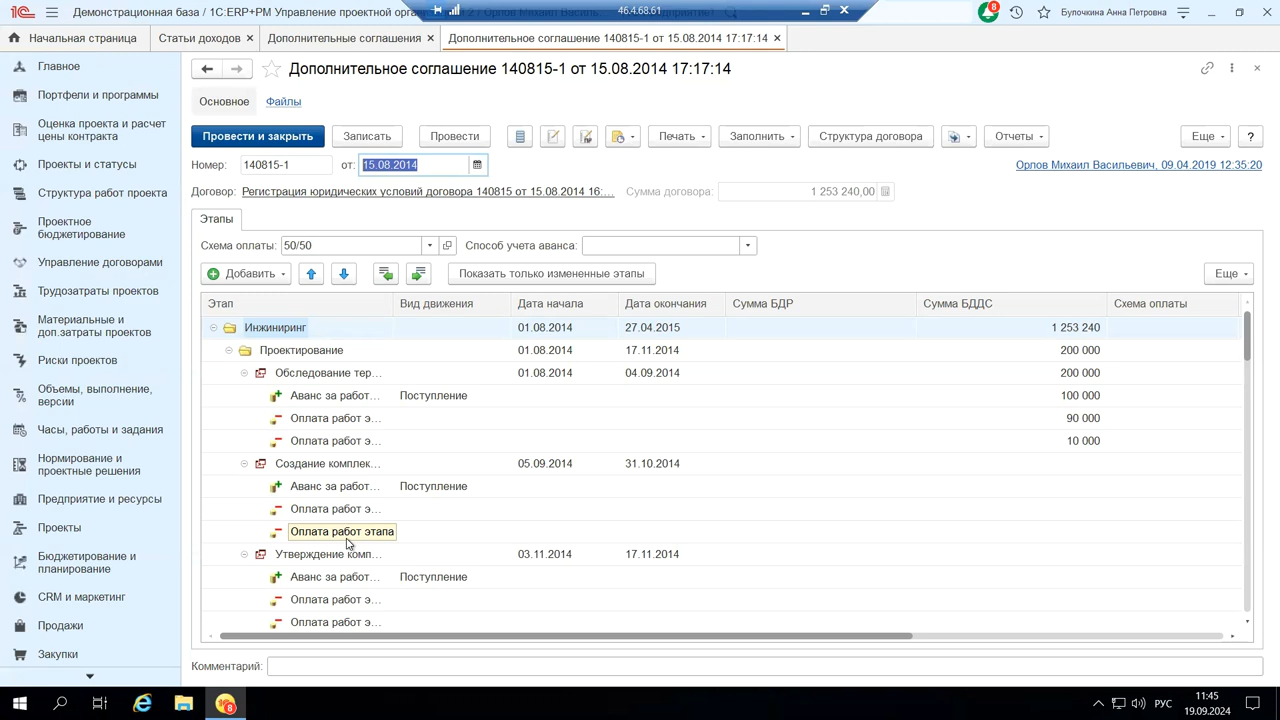 Демонстрационная база / 1С:ERP+PM Управление проектной орган
46.4.68.61
8
Булочкина Анна Петровна
Начальная страница
Статьи доходов ×
Дополнительные соглашения ×
Дополнительное соглашение 140815-1 от 15.08.2014 17:17:14 ×
Главное
Портфели и программы
Оценка проекта и расчет
цены контракта
Проекты и статусы
Структура работ проекта
Проектное
бюджетирование
Управление договорами
Трудозатраты проектов
Материальные и
доп.затраты проектов
Риски проектов
Объемы, выполнение,
версии
Часы, работы и задания
Нормирование и
проектные решения
Предприятие и ресурсы
Проекты
Бюджетирование и
планирование
CRM и маркетинг
Продажи
Закупки
Дополнительное соглашение 140815-1 от 15.08.2014 17:17:14
Основное Файлы
Провести и закрыть Записать Провести Печать Заполнить Структура договора Отчеты Еще ?
Номер: 140815-1 от: 15.08.2014 Орлов Михаил Васильевич, 09.04.2019 12:35:20
Договор: Регистрация юридических условий договора 140815 от 15.08.2014 16:... Сумма договора: 1 253 240,00
Этапы
Схема оплаты: 50/50 Способ учета аванса:
Добавить Показать только измененные этапы Еще
Этап Вид движения Дата начала Дата окончания Сумма БДР Сумма БДДС Схема оплаты
Инжиниринг 01.08.2014 27.04.2015 1 253 240
Проектирование 01.08.2014 17.11.2014 200 000
Обследование тер... 01.08.2014 04.09.2014 200 000
Аванс за работ... Поступление 100 000
Оплата работ э... 90 000
Оплата работ э... 10 000
Создание комплек... 05.09.2014 31.10.2014
Аванс за работ... Поступление
Оплата работ э...
Оплата работ этапа
Утверждение комп... 03.11.2014 17.11.2014
Аванс за работ... Поступление
Оплата работ э...
Оплата работ э...
Комментарий:
8
РУС
11:45
19.09.2024